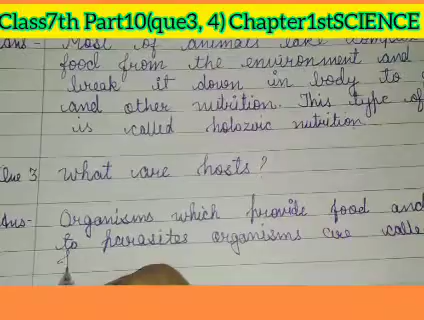 Class7th Part10(que3, 4) Chapter1stSCIENCE
Ans - Most of animals take
food from the environment and
break it down in body to
and other nutrition. This type of
is called holozoic nutrition.
Que 3 What are hosts?
Ans- Organisms which provide food and
to parasites organisms are calle